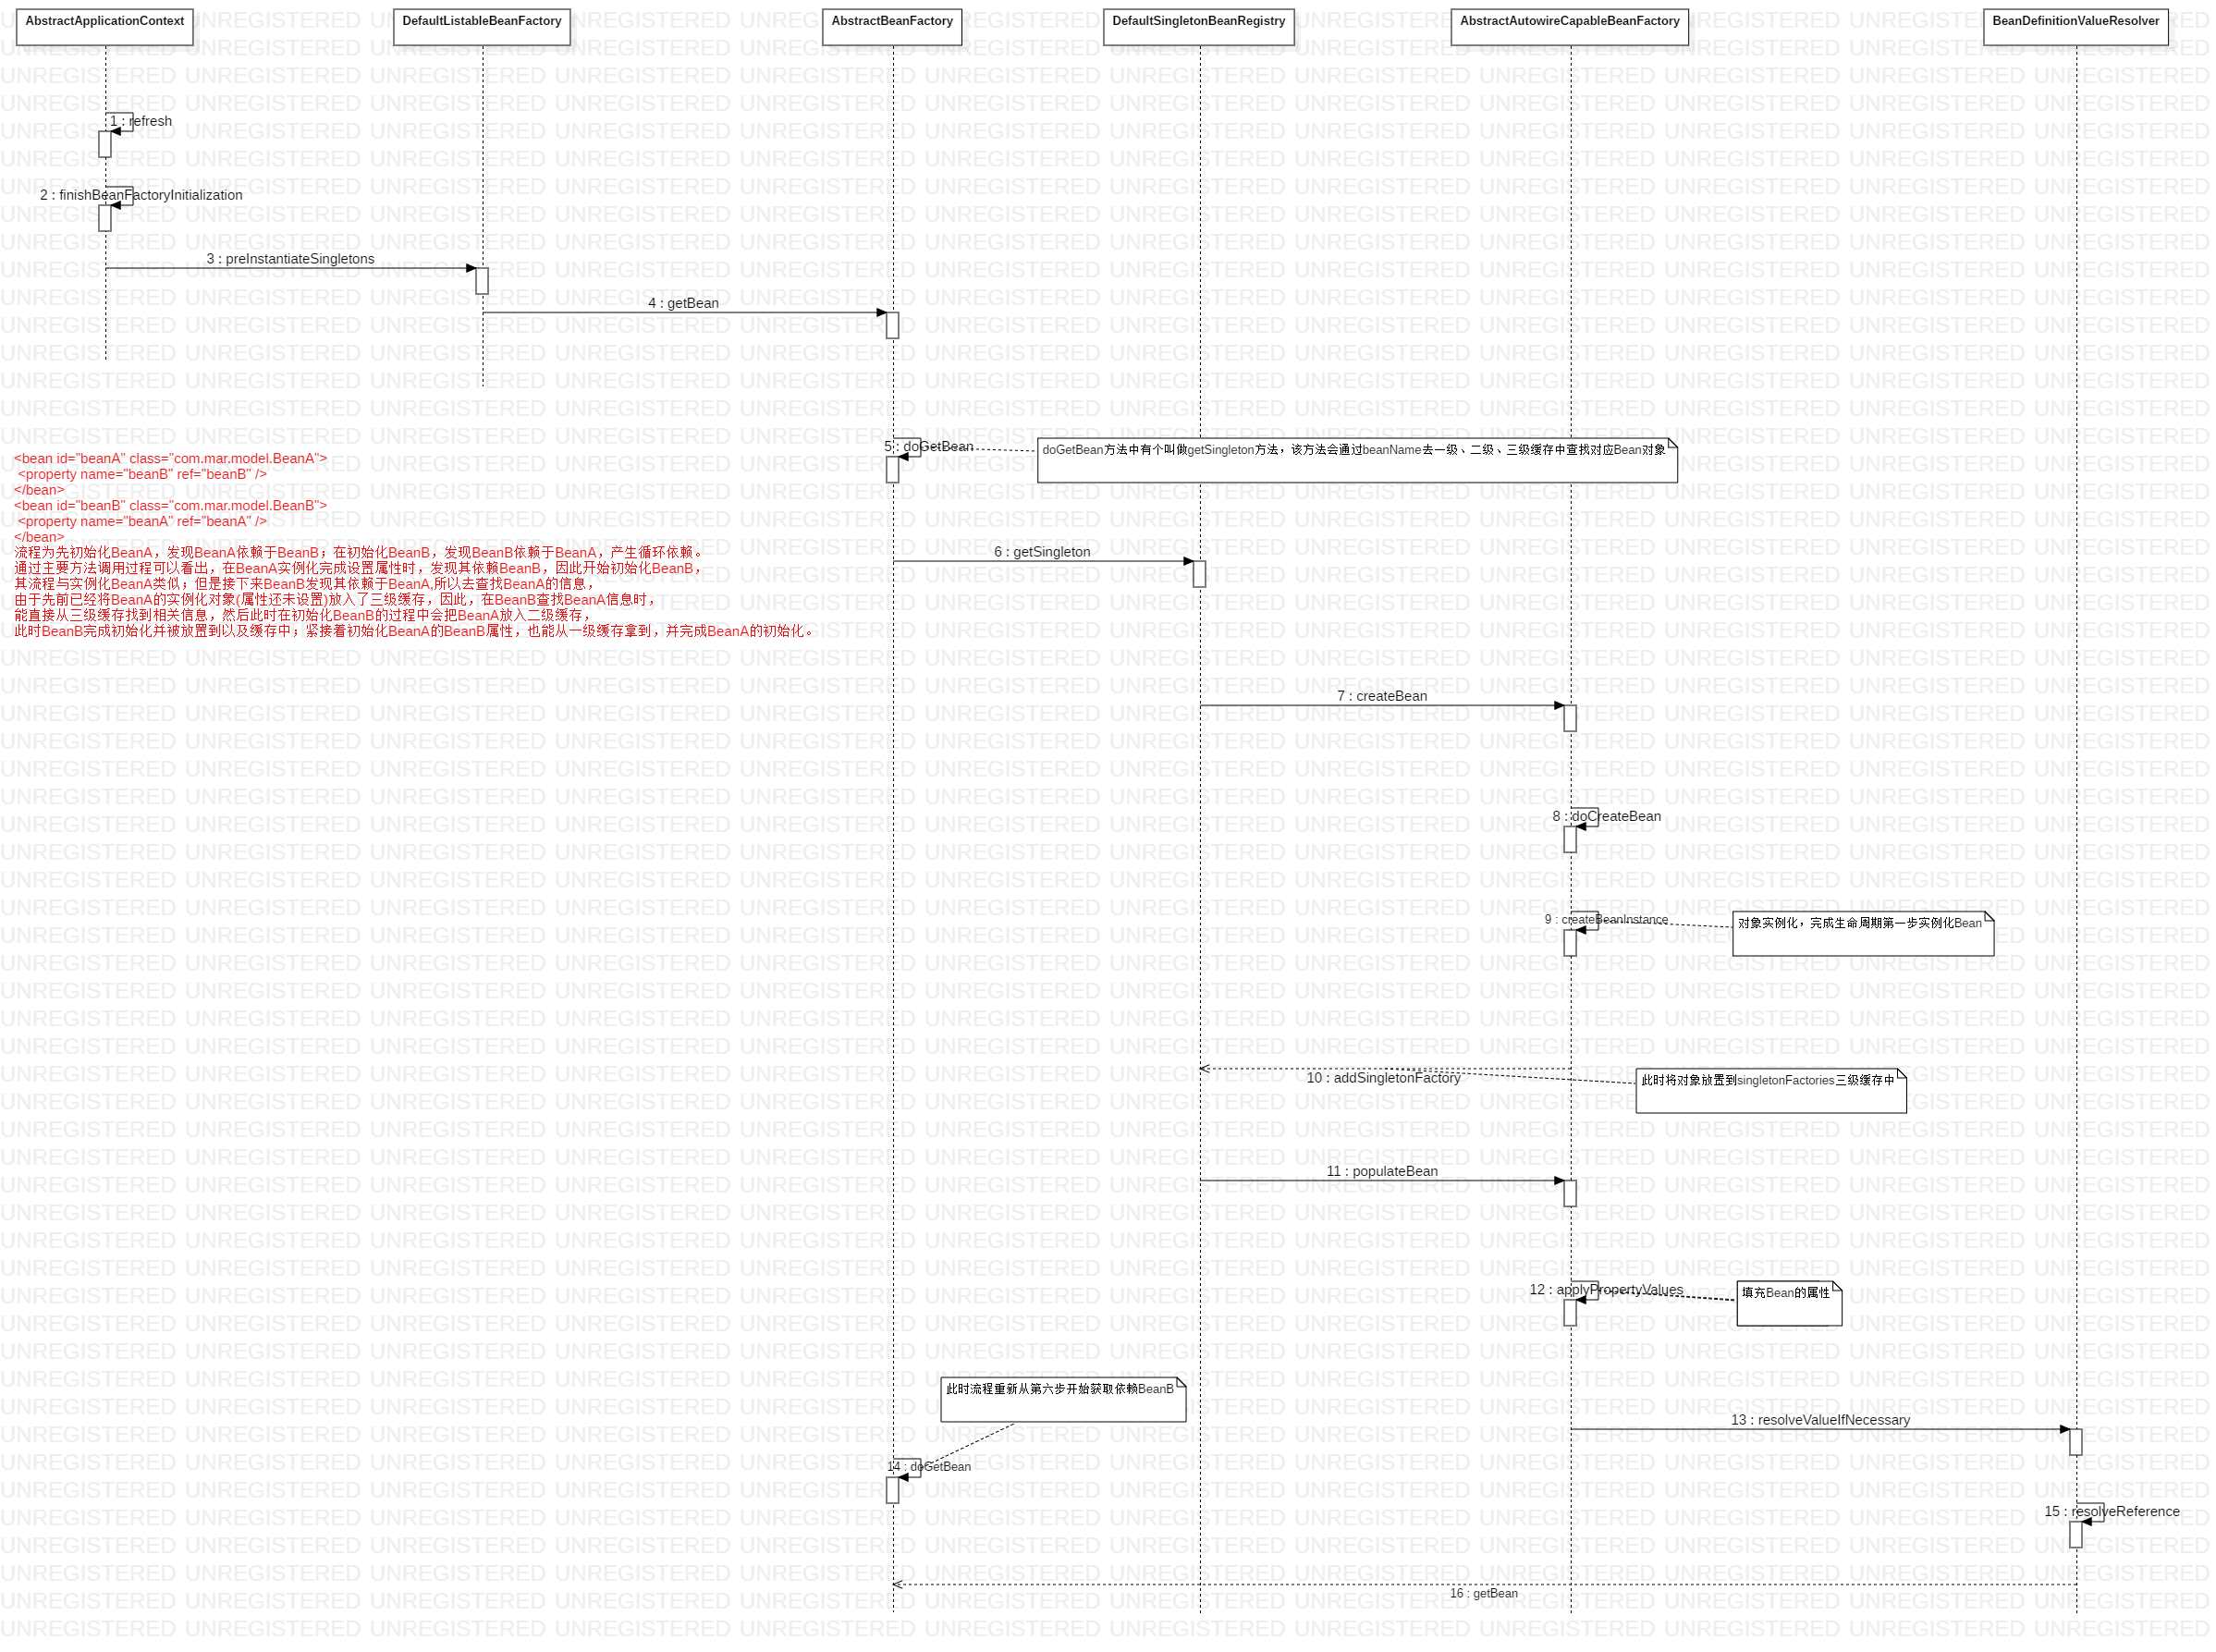 AbstractApplicationContext
DefaultListableBeanFactory
AbstractBeanFactory
DefaultSingletonBeanRegistry
AbstractAutowireCapableBeanFactory
BeanDefinitionValueResolver
1 : refresh
2 : finishBeanFactoryInitialization
3 : preInstantiateSingletons
4 : getBean
5 : doGetBean
doGetBean方法中有个叫做getSingleton方法，该方法会通过beanName去一级、二级、三级缓存中查找对应Bean对象
<bean id="beanA" class="com.mar.model.BeanA">
<property name="beanB" ref="beanB" />
</bean>
<bean id="beanB" class="com.mar.model.BeanB">
<property name="beanA" ref="beanA" />
</bean>
流程为先初始化BeanA，发现BeanA依赖于BeanB；在初始化BeanB，发现BeanB依赖于BeanA，产生循环依赖。
通过主要方法调用过程可以看出，在BeanA实例化完成设置属性时，发现其依赖BeanB，因此开始初始化BeanB，
其流程与实例化BeanA类似；但是接下来BeanB发现其依赖于BeanA,所以去查找BeanA的信息，
由于先前已经将BeanA的实例化对象(属性还未设置)放入了三级缓存，因此，在BeanB查找BeanA信息时，
能直接从三级缓存找到相关信息，然后此时在初始化BeanB的过程中会把BeanA放入二级缓存，
此时BeanB完成初始化并被放置到以及缓存中；紧接着初始化BeanA的BeanB属性，也能从一级缓存拿到，并完成BeanA的初始化。
6 : getSingleton
7 : createBean
8 : doCreateBean
9 : createBeanInstance
对象实例化，完成生命周期第一步实例化Bean
10 : addSingletonFactory
此时将对象放置到singletonFactories三级缓存中
11 : populateBean
12 : applyPropertyValues
填充Bean的属性
此时流程重新从第六步开始获取依赖BeanB
13 : resolveValueIfNecessary
14 : doGetBean
15 : resolveReference
16 : getBean